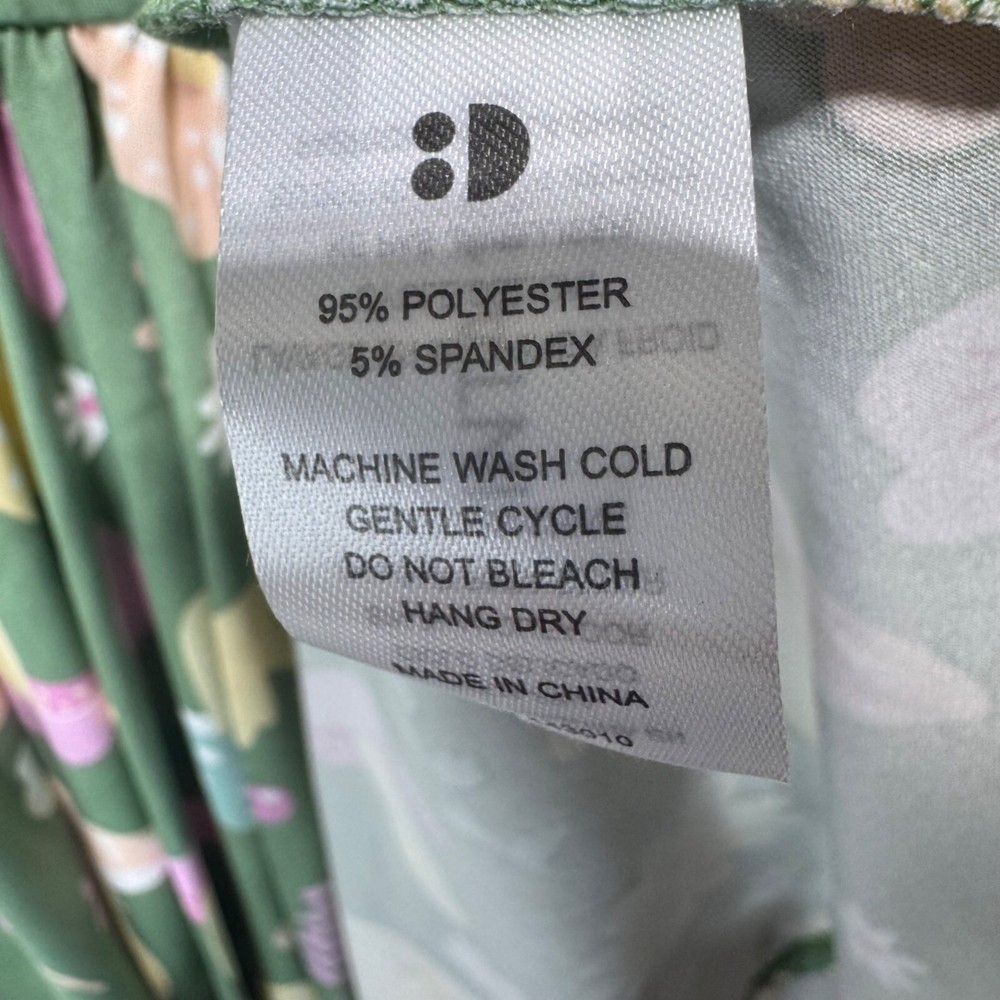 95% POLYESTER
5% SPANDEX
MACHINE WASH COLD
GENTLE CYCLE
DO NOT BLEACH
HANG DRY
MADE IN CHINA